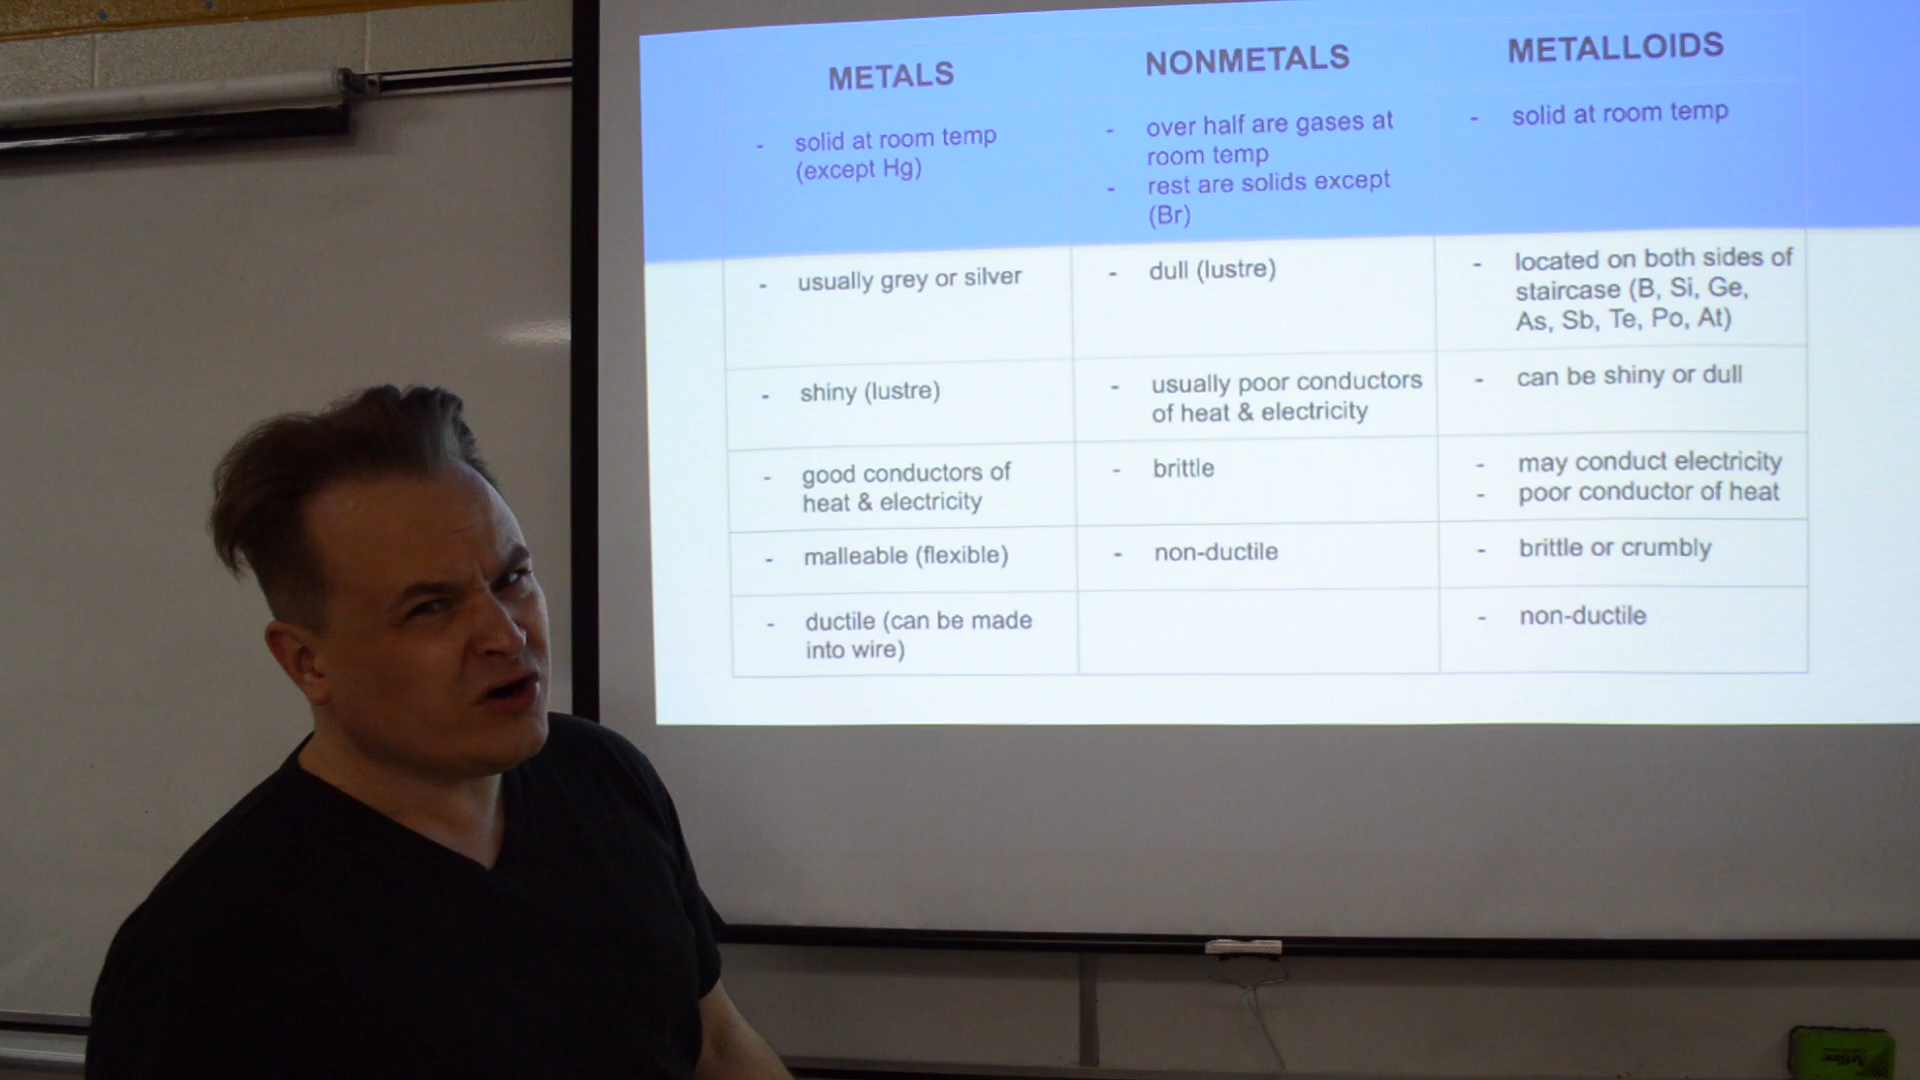 METALS
NONMETALS
METALLOIDS
- solid at room temp
(except Hg)
- over half are gases at
room temp
- rest are solids except
(Br)
- solid at room temp
- usually grey or silver
- dull (lustre)
- located on both sides of
staircase (B, Si, Ge,
As, Sb, Te, Po, At)
- shiny (lustre)
- usually poor conductors
of heat & electricity
- can be shiny or dull
- good conductors of
heat & electricity
- brittle
- may conduct electricity
- poor conductor of heat
- malleable (flexible)
- non-ductile
- brittle or crumbly
- ductile (can be made
into wire)
- non-ductile